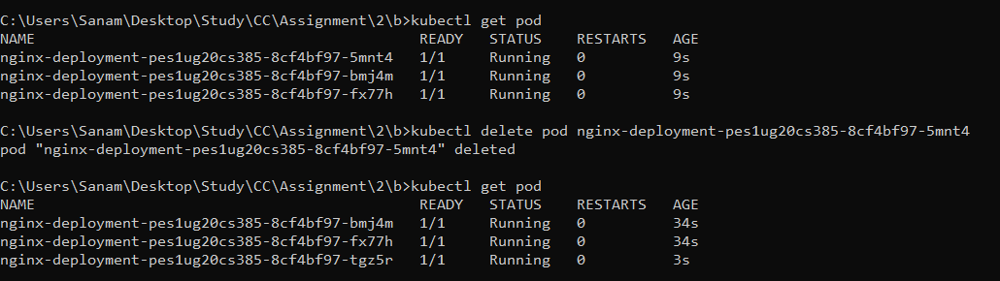 C:\Users\Sanam\Desktop\Study\CC\Assignment\2\b>kubectl get pod
NAME READY STATUS RESTARTS AGE
nginx-deployment-pes1ug20cs385-8cf4bf97-5mnt4 1/1 Running 0 9s
nginx-deployment-pes1ug20cs385-8cf4bf97-bmj4m 1/1 Running 0 9s
nginx-deployment-pes1ug20cs385-8cf4bf97-fx77h 1/1 Running 0 9s
C:\Users\Sanam\Desktop\Study\CC\Assignment\2\b>kubectl delete pod nginx-deployment-pes1ug20cs385-8cf4bf97-5mnt4
pod "nginx-deployment-pes1ug20cs385-8cf4bf97-5mnt4" deleted
C:\Users\Sanam\Desktop\Study\CC\Assignment\2\b>kubectl get pod
NAME READY STATUS RESTARTS AGE
nginx-deployment-pes1ug20cs385-8cf4bf97-bmj4m 1/1 Running 0 34s
nginx-deployment-pes1ug20cs385-8cf4bf97-fx77h 1/1 Running 0 34s
nginx-deployment-pes1ug20cs385-8cf4bf97-tgz5r 1/1 Running 0 3s